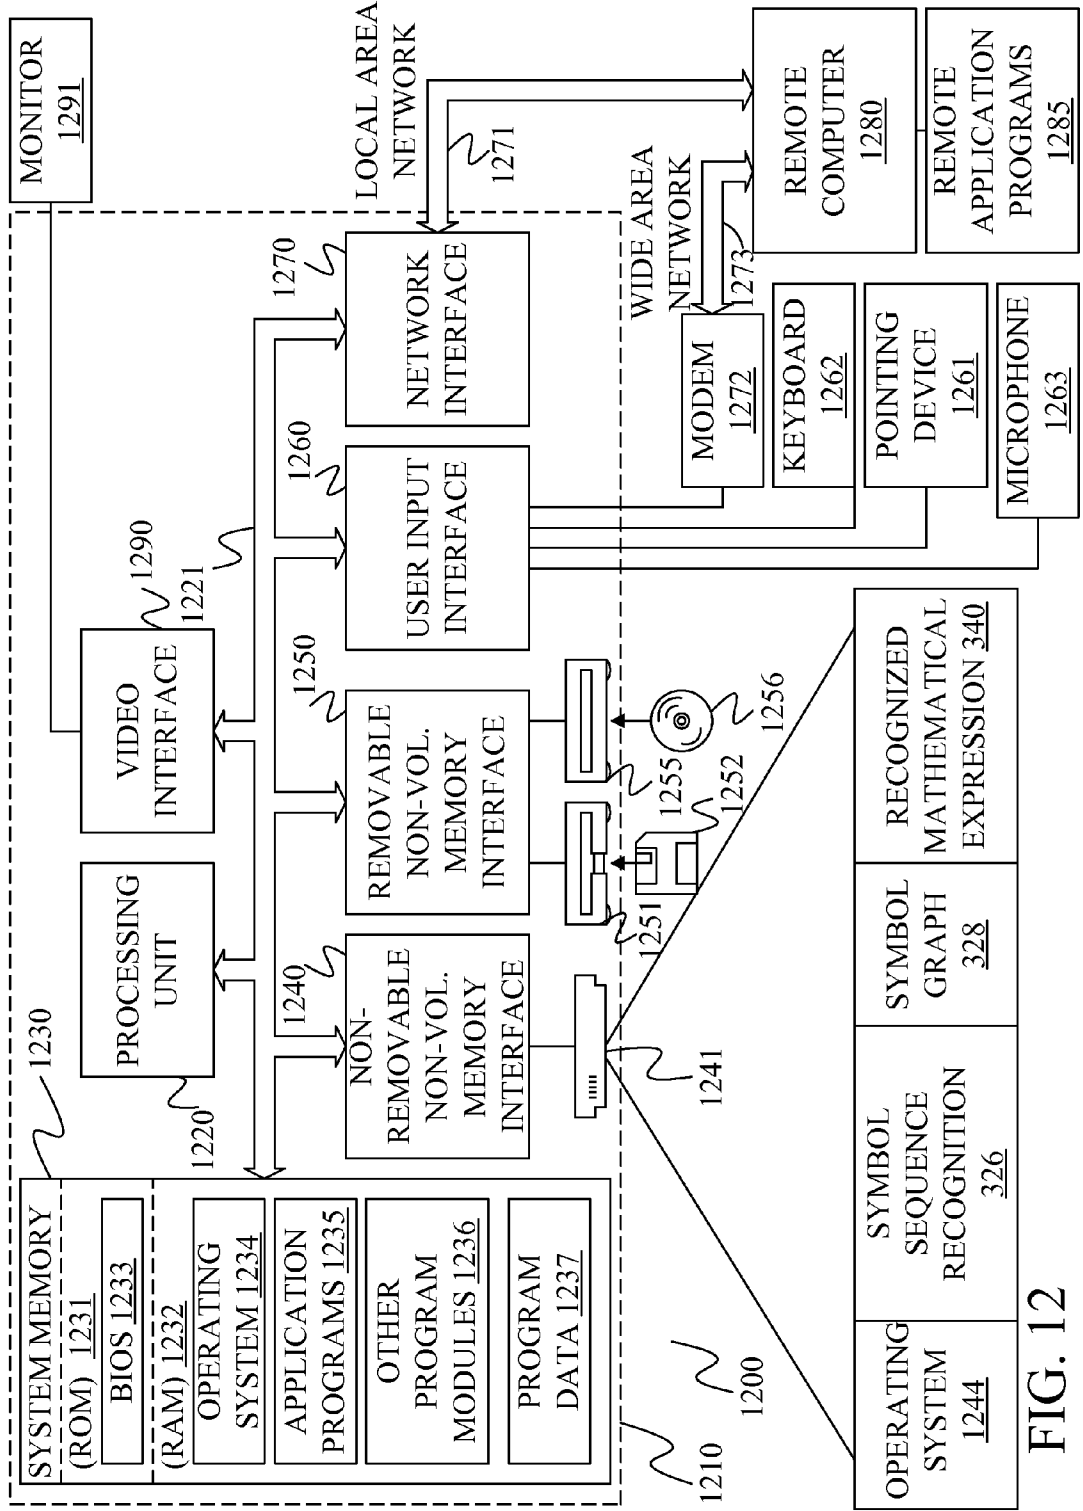 MONITOR
1291
SYSTEM MEMORY
(ROM) 1231
BIOS 1233
(RAM) 1232
OPERATING
SYSTEM 1234
APPLICATION
PROGRAMS 1235
OTHER
PROGRAM
MODULES 1236
PROGRAM
DATA 1237
1230
1220
PROCESSING
UNIT
VIDEO
INTERFACE
1290
1221
1240
NON-
REMOVABLE
NON-VOL.
MEMORY
INTERFACE
1250
REMOVABLE
NON-VOL.
MEMORY
INTERFACE
1260
USER INPUT
INTERFACE
1270
NETWORK
INTERFACE
LOCAL AREA
NETWORK
1271
1241
1251
1252
1255
1256
WIDE AREA
NETWORK
1273
MODEM
1272
KEYBOARD
1262
POINTING
DEVICE
1261
MICROPHONE
1263
REMOTE
COMPUTER
1280
REMOTE
APPLICATION
PROGRAMS
1285
1210
1200
OPERATING
SYSTEM
1244
SYMBOL
SEQUENCE
RECOGNITION
326
SYMBOL
GRAPH
328
RECOGNIZED
MATHEMATICAL
EXPRESSION 340
FIG. 12